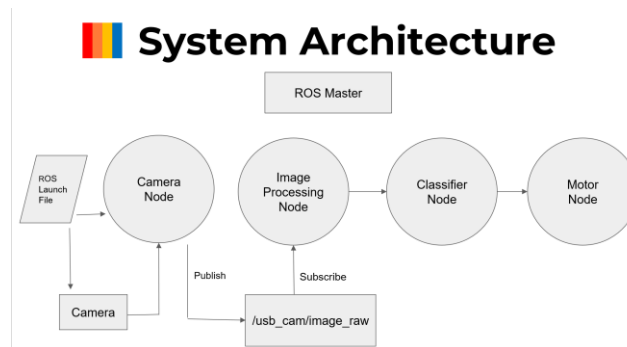 System Architecture
ROS Master
ROS
Launch
File
Camera
Node
Image
Processing
Node
Classifier
Node
Motor
Node
Publish
Subscribe
Camera
/usb_cam/image_raw